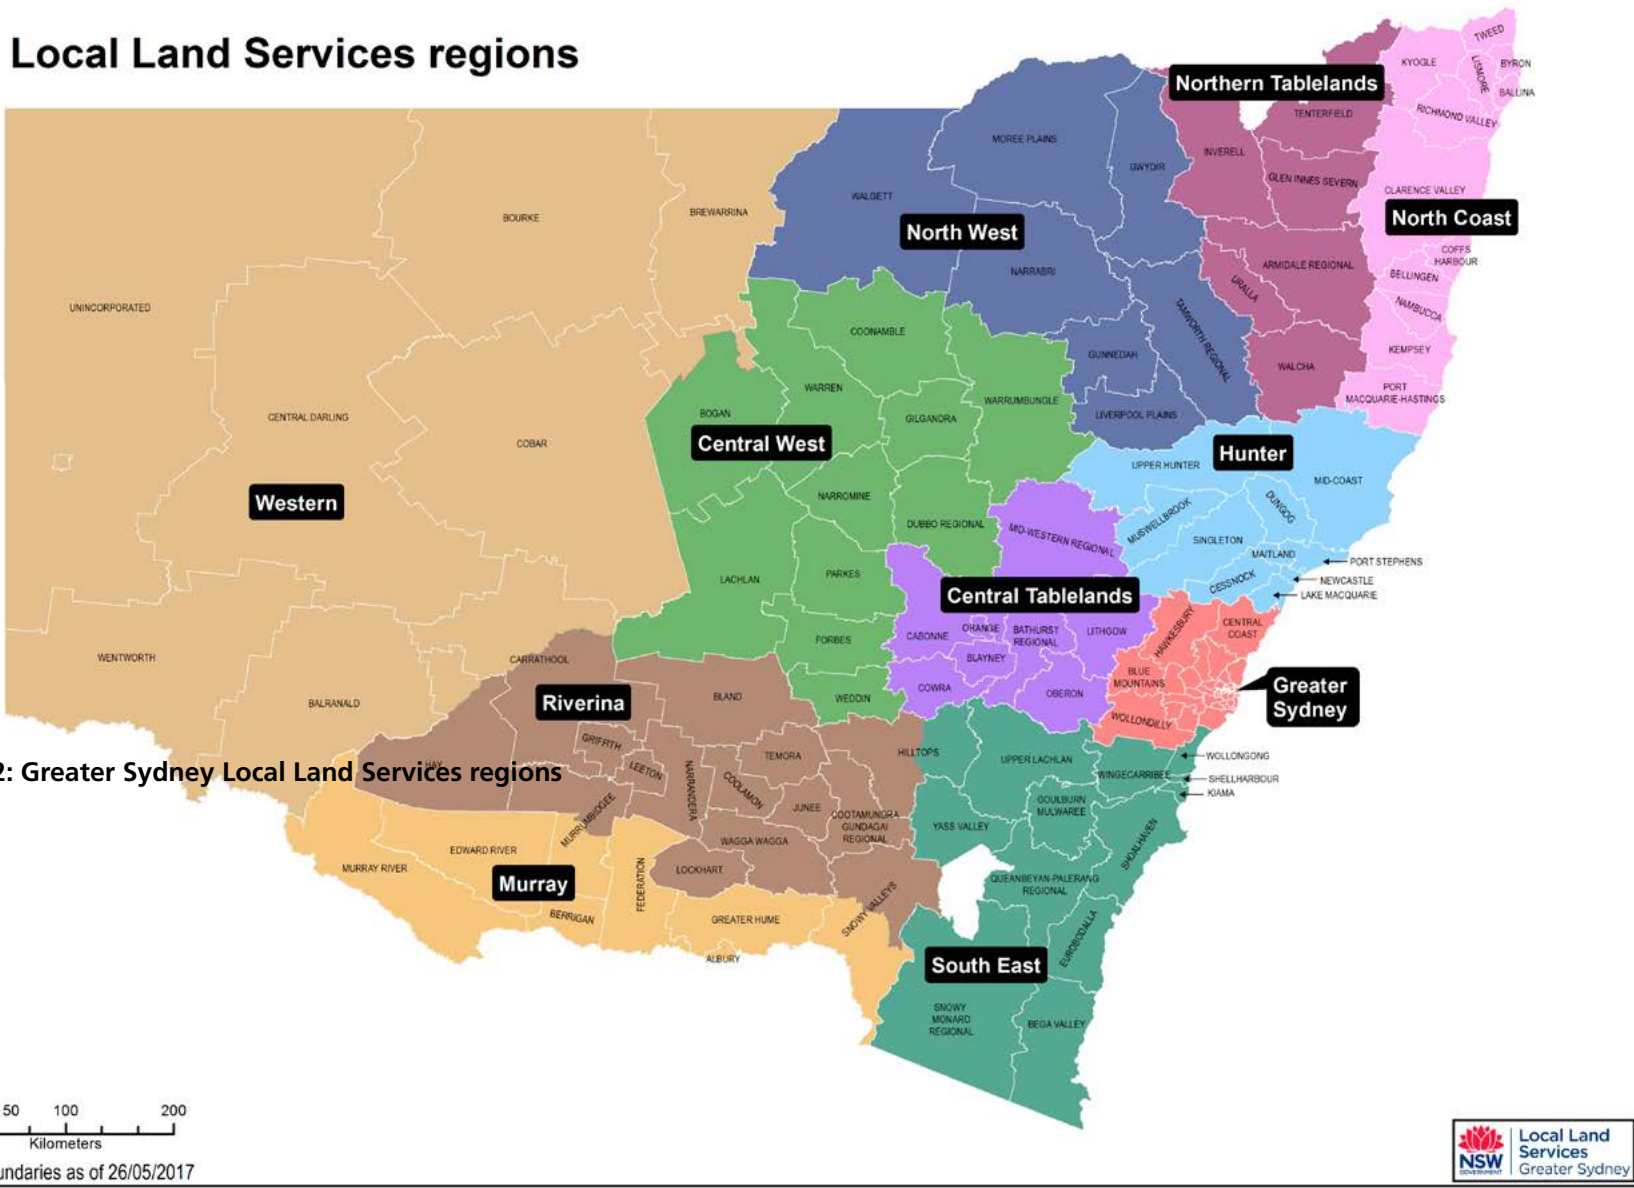 Local Land Services regions
Northern Tablelands
TWEED
KYOGLE
LISMORE
BYRON
BALLINA
RICHMOND VALLEY
TENTERFIELD
MOREE PLAINS
GWYDIR
INVERELL
GLEN INNES SEVERN
CLARENCE VALLEY
WALGETT
North Coast
BOURKE
BREWARRINA
North West
COFFS
HARBOUR
NARRABRI
ARMIDALE REGIONAL
BELLINGEN
URALLA
NAMBUCCA
UNINCORPORATED
COONAMBLE
TAMWORTH REGIONAL
GUNNEDAH
KEMPSEY
WALCHA
WARREN
PORT
MACQUARIE-HASTINGS
WARRUMBUNGLE
BOGAN
GILGANDRA
LIVERPOOL PLAINS
CENTRAL DARLING
COBAR
Central West
Hunter
UPPER HUNTER
MID-COAST
Western
NARROMINE
DUBBO REGIONAL
MUSWELLBROOK
DUNGOG
MID-WESTERN REGIONAL
SINGLETON
MAITLAND
PORT STEPHENS
LACHLAN
PARKES
CESSNOCK
NEWCASTLE
LAKE MACQUARIE
Central Tablelands
HAWKESBURY
CENTRAL
COAST
CABONNE
ORANGE
BATHURST
REGIONAL
LITHGOW
FORBES
BLAYNEY
WENTWORTH
CARRATHOOL
BLUE
MOUNTAINS
COWRA
OBERON
Greater
Sydney
Riverina
BLAND
WEDDIN
BALRANALD
WOLLONDILLY
GRIFFITH
HILLTOPS
TEMORA
UPPER LACHLAN
WOLLONGONG
HAY
2: Greater Sydney Local Land Services regions
LEETON
NARRANDERA
COOLAMON
WINGECARRIBEE
SHELLHARBOUR
KIAMA
JUNEE
GOULBURN
MULWAREE
COOTAMUNDRA
GUNDAGAI
REGIONAL
MURRUMBIDGEE
YASS VALLEY
SHOALHAVEN
WAGGA WAGGA
EDWARD RIVER
MURRAY RIVER
LOCKHART
Murray
FEDERATION
QUEANBEYAN-PALERANG
REGIONAL
SNOWY VALLEYS
BERRIGAN
GREATER HUME
ALBURY
EUROBODALLA
South East
SNOWY
MONARO
REGIONAL
BEGA VALLEY
50 100 200
Kilometers
undaries as of 26/05/2017
NSW
GOVERNMENT
Local Land
Services
Greater Sydney